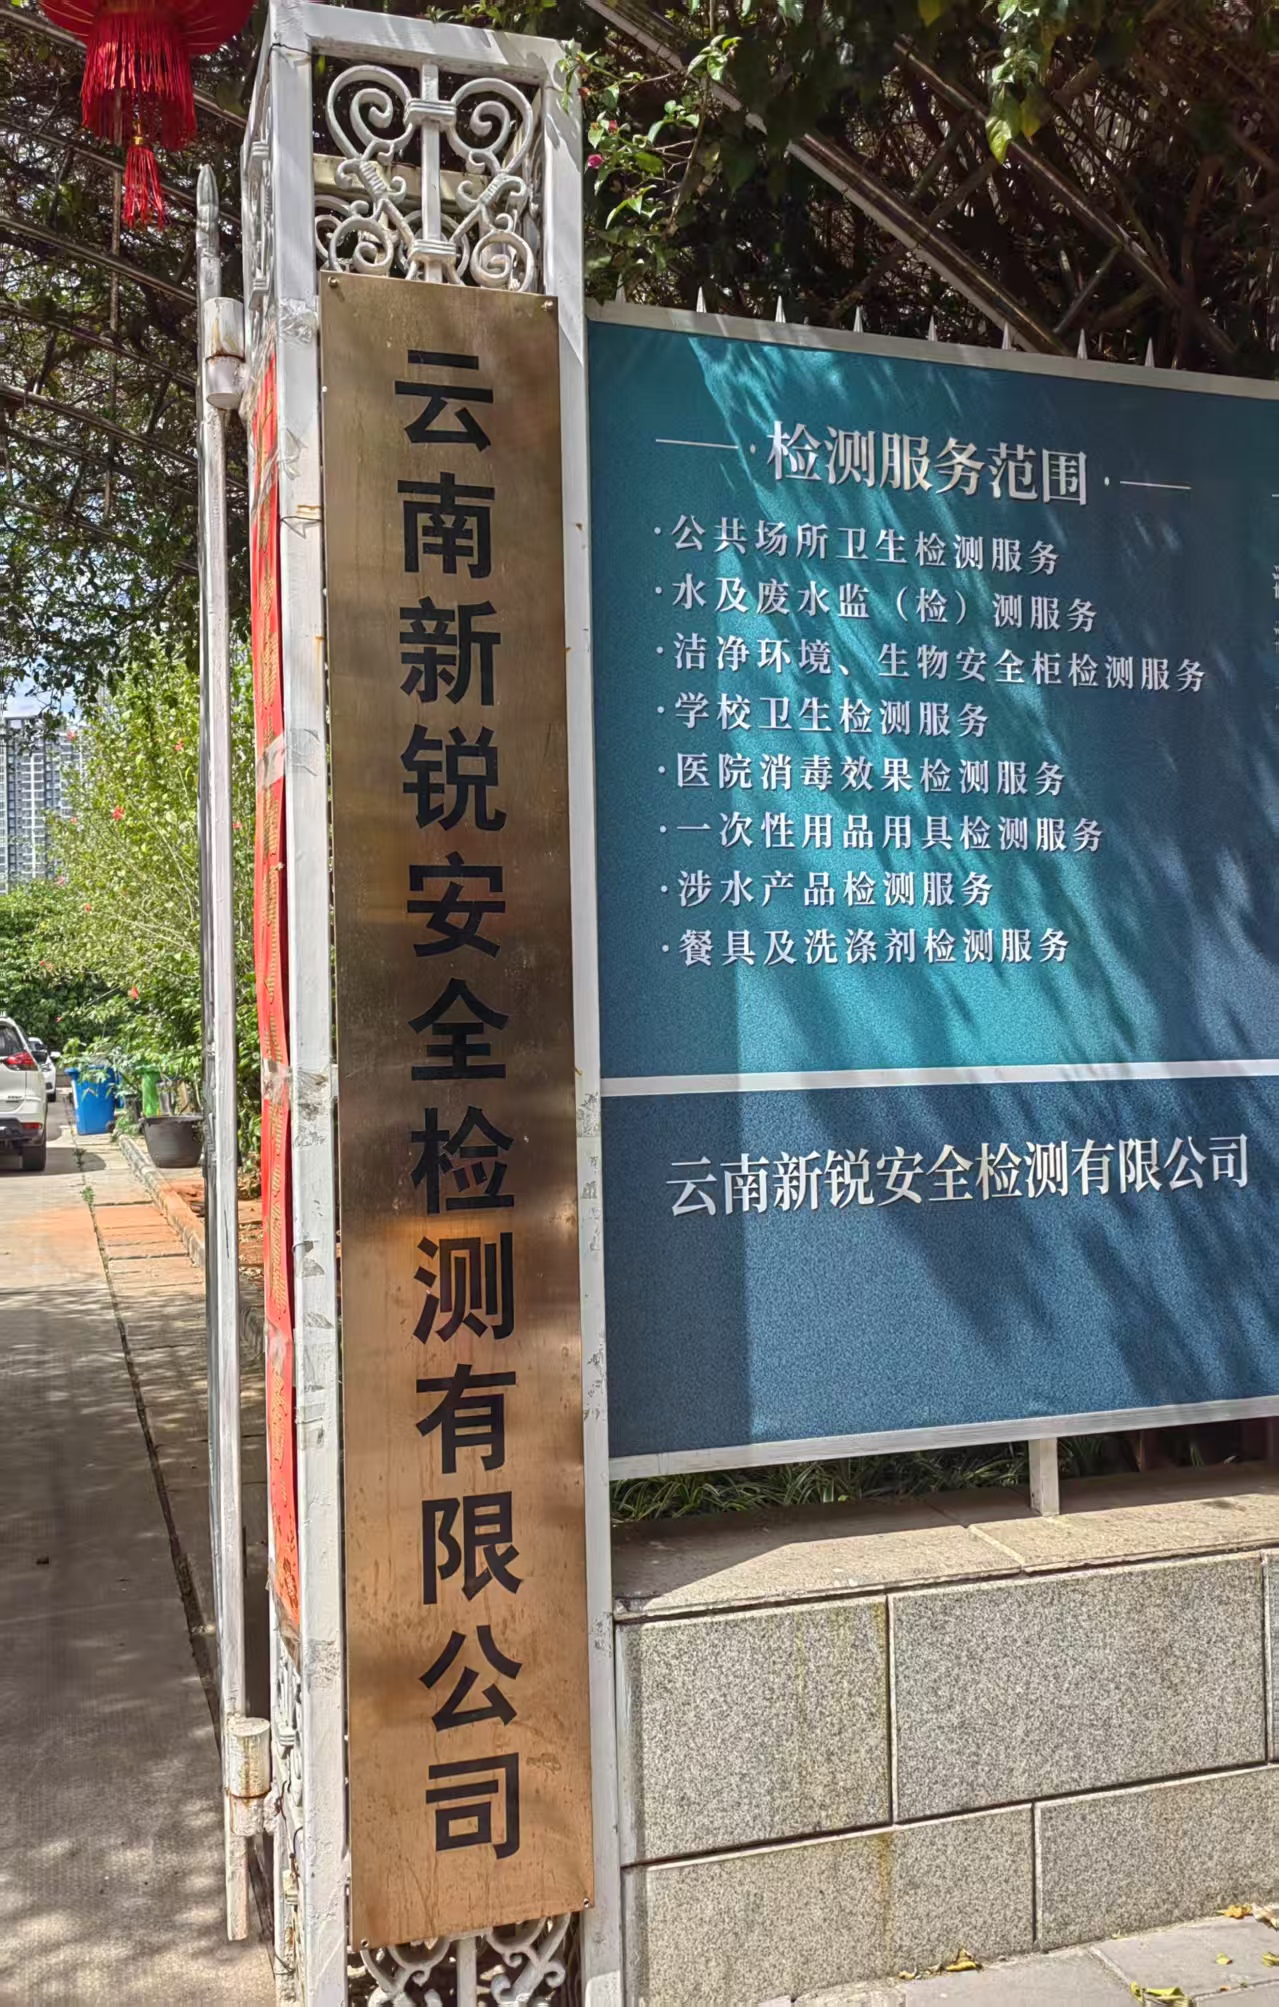 云南新锐安全检测有限公司
检测服务范围
·公共场所卫生检测服务
·水及废水监（检）测服务
·洁净环境、生物安全柜检测服务
·学校卫生检测服务
·医院消毒效果检测服务
·一次性用品用具检测服务
·涉水产品检测服务
·餐具及洗涤剂检测服务
云南新锐安全检测有限公司